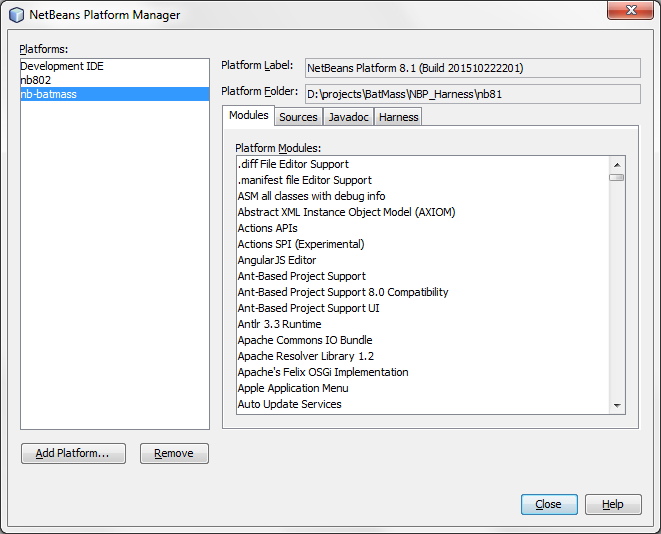 NetBeans Platform Manager
Platforms:
Development IDE
nb802
nb-batmass
Add Platform...
Remove
Platform Label:
NetBeans Platform 8.1 (Build 201510222201)
Platform Folder:
D:\projects\BatMass\NBP_Harness\nb81
Modules
Sources
Javadoc
Harness
Platform Modules:
.diff File Editor Support
.manifest file Editor Support
ASM all classes with debug info
Abstract XML Instance Object Model (AXIOM)
Actions APIs
Actions SPI (Experimental)
AngularJS Editor
Ant-Based Project Support
Ant-Based Project Support 8.0 Compatibility
Ant-Based Project Support UI
Antlr 3.3 Runtime
Apache Commons IO Bundle
Apache Resolver Library 1.2
Apache's Felix OSGi Implementation
Apple Application Menu
Auto Update Services
Close
Help